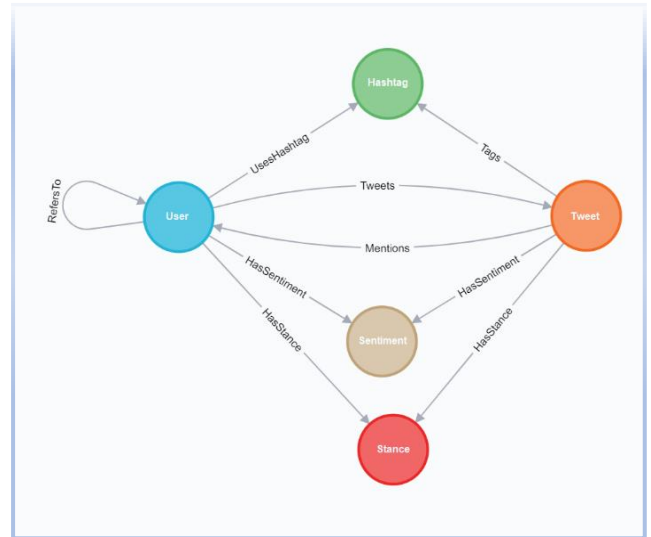 Hashtag
UsesHashtag
Tags
RefersTo
User
Tweets
Tweet
Mentions
HasSentiment
HasSentiment
Sentiment
HasStance
HasStance
Stance